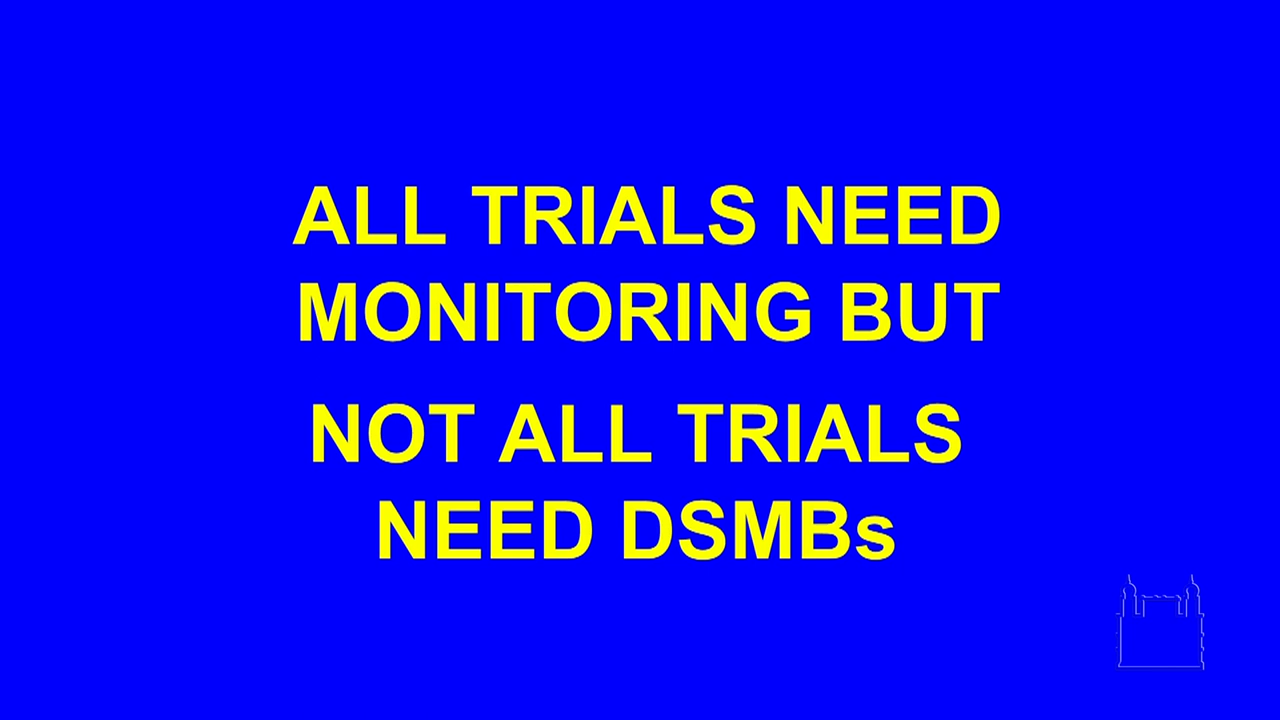 ALL TRIALS NEED
MONITORING BUT
NOT ALL TRIALS
NEED DSMBs